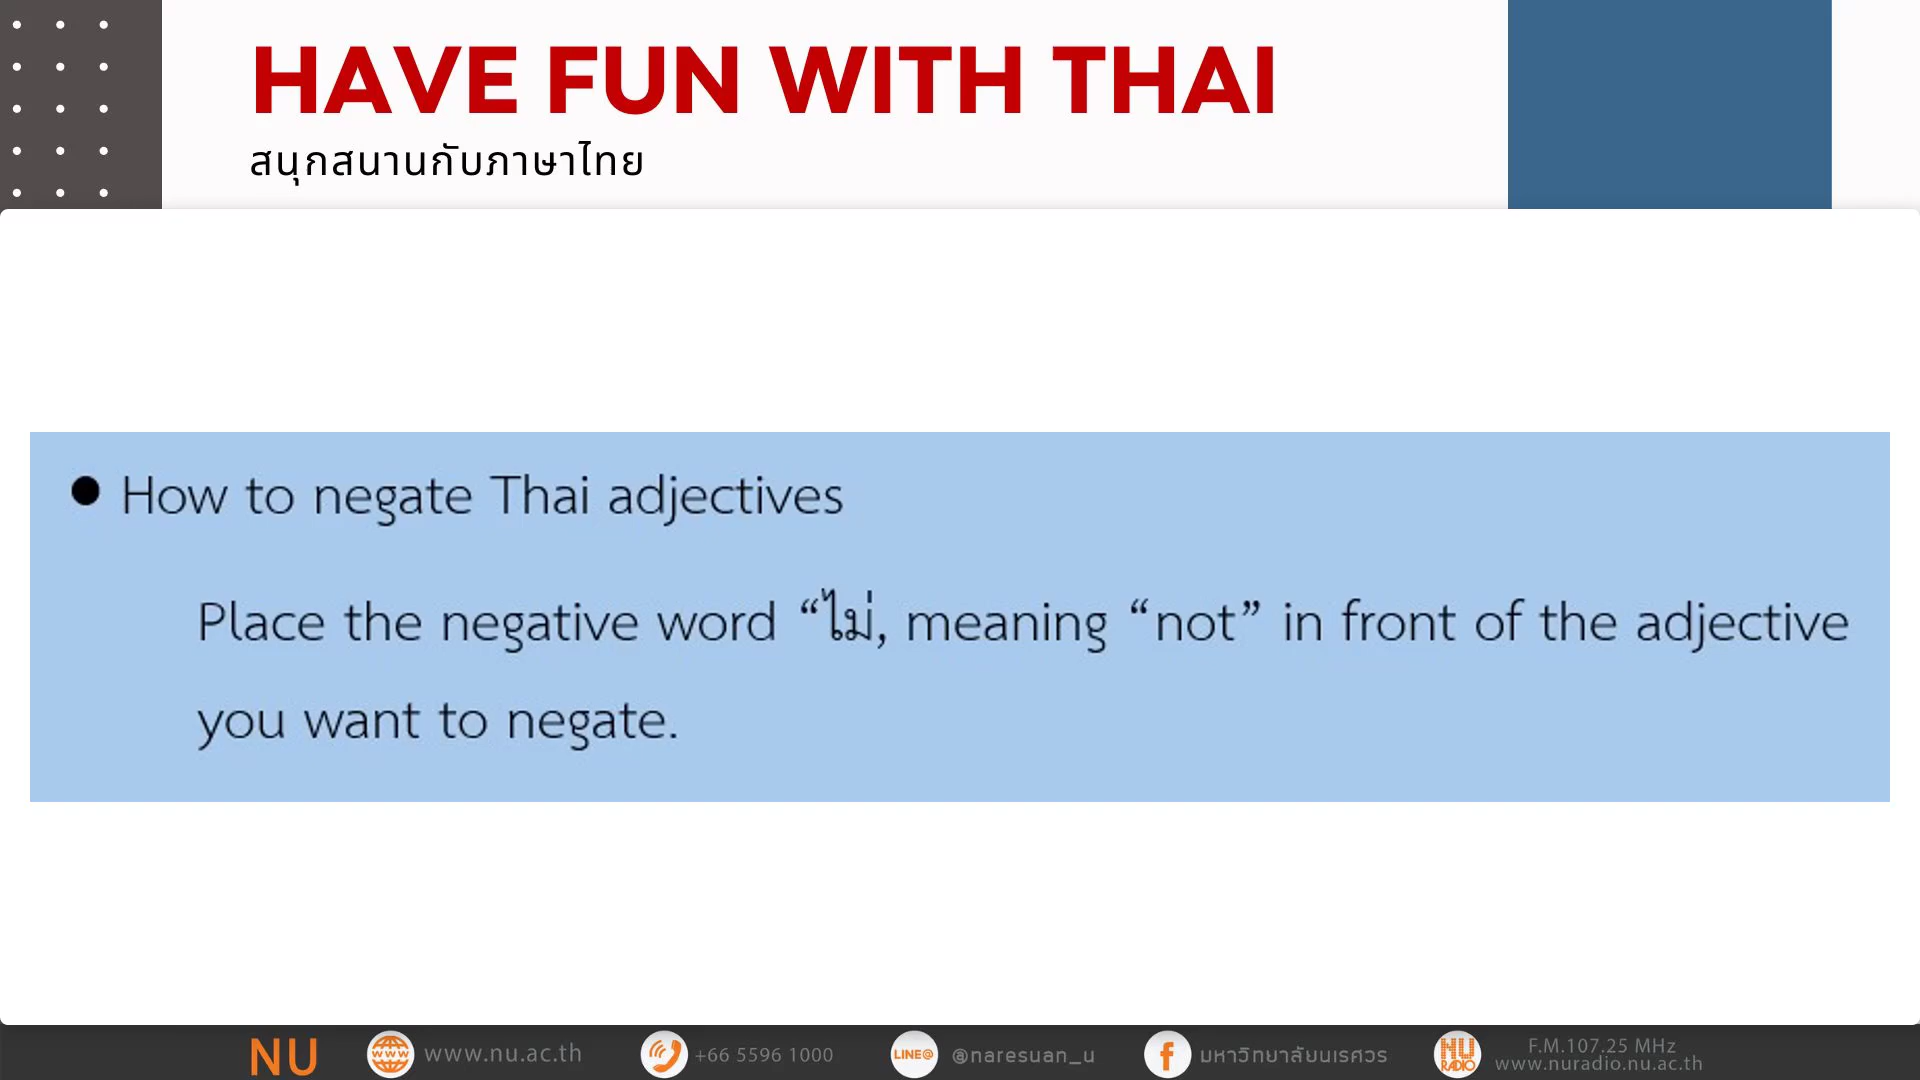 HAVE FUN WITH THAI
สนุกสนานกับภาษาไทย
● How to negate Thai adjectives
Place the negative word “ไม่, meaning “not” in front of the adjective
you want to negate.
NU www www.nu.ac.th +66 5596 1000 LINE@ @naresuan_u f มหาวิทยาลัยนเรศวร NU RADIO F.M.107.25 MHz
www.nuradio.nu.ac.th